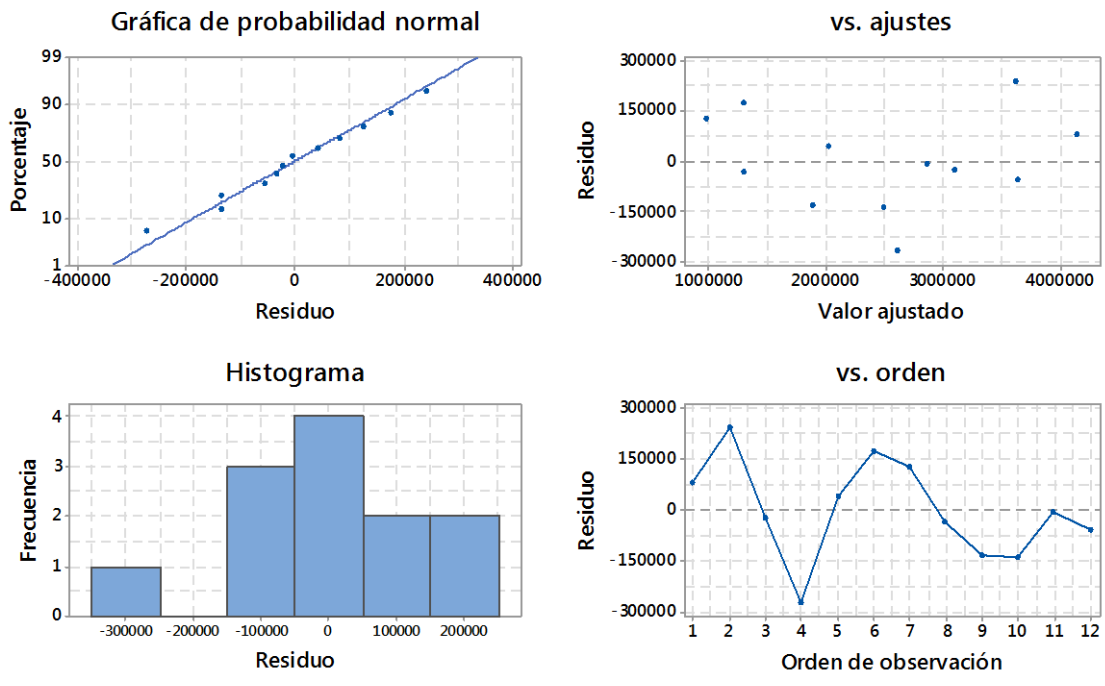 Gráfica de probabilidad normal
99
90
50
10
1
Porcentaje
-400000 -200000 0 200000 400000
Residuo
vs. ajustes
300000
150000
0
-150000
-300000
Residuo
1000000 2000000 3000000 4000000
Valor ajustado
Histograma
4
3
2
1
0
Frecuencia
-300000 -200000 -100000 0 100000 200000
Residuo
vs. orden
300000
150000
0
-150000
-300000
Residuo
1 2 3 4 5 6 7 8 9 10 11 12
Orden de observación